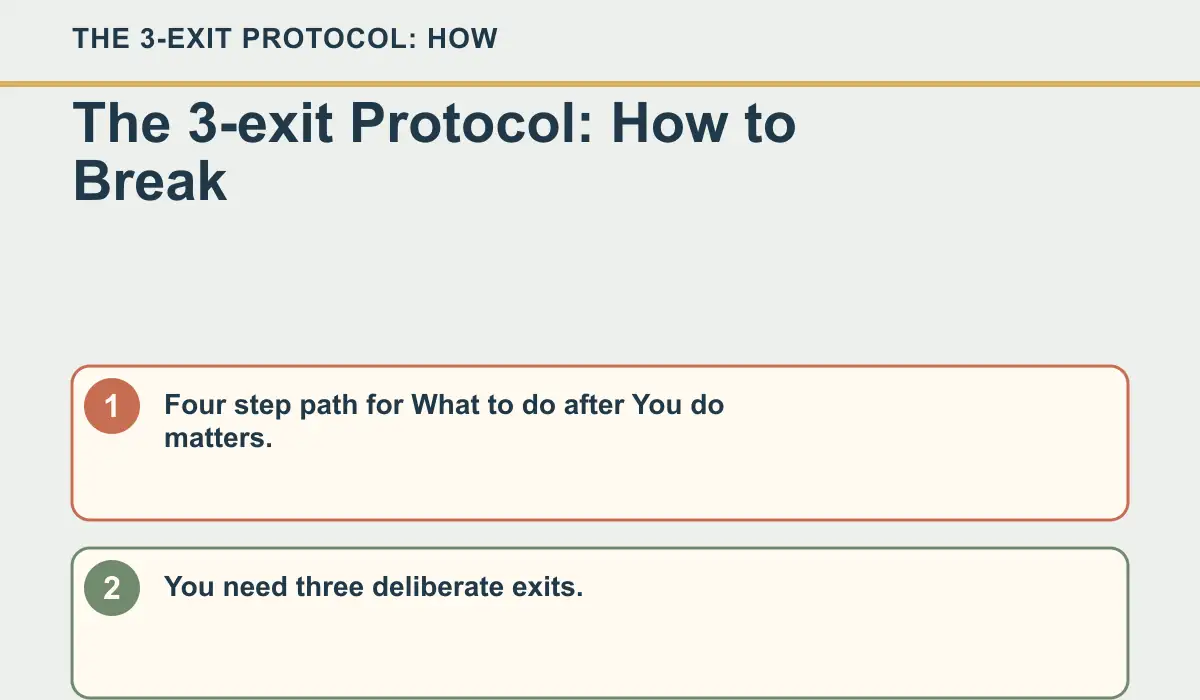 THE 3-EXIT PROTOCOL: HOW
The 3-exit Protocol: How to
Break
1
Four step path for What to do after You do
matters.
2
You need three deliberate exits.